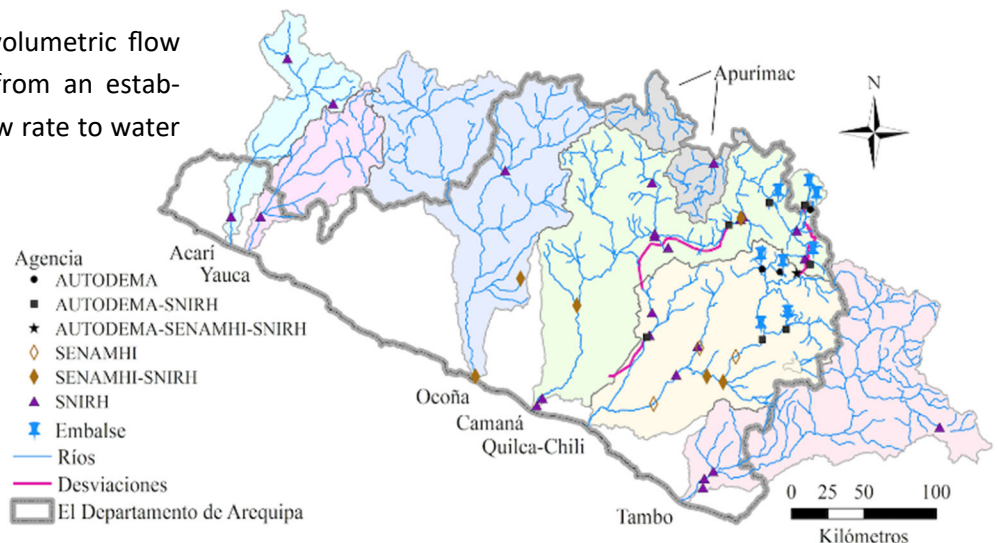 volumetric flow
from an estab-
w rate to water
Apurímac
N
Acarí
Yauca
Agencia
AUTODEMA
AUTODEMA-SNIRH
AUTODEMA-SENAMHI-SNIRH
SENAMHI
SENAMHI-SNIRH
SNIRH
Embalse
Ríos
Desviaciones
El Departamento de Arequipa
Ocoña
Camaná
Quilca-Chili
Tambo
0 25 50 100
Kilómetros